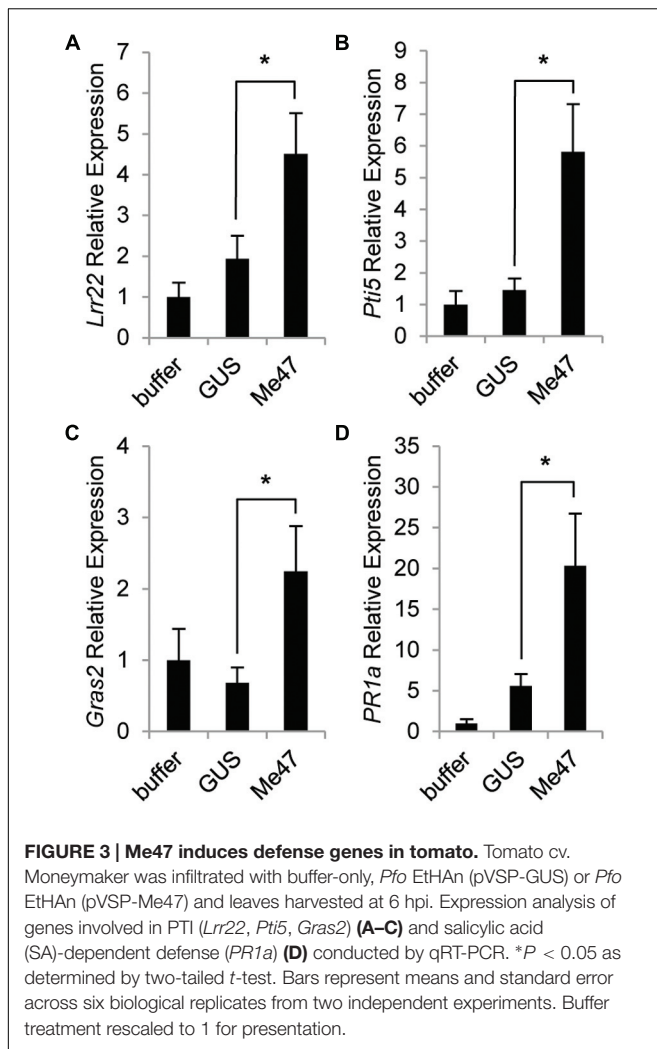 A
B
7
6
5
4
3
2
1
0
Lrr22 Relative Expression
*
buffer
GUS
Me47
9
8
7
6
5
4
3
2
1
0
Pti5 Relative Expression
*
buffer
GUS
Me47
C
D
4
3
2
1
0
Gras2 Relative Expression
*
buffer
GUS
Me47
35
30
25
20
15
10
5
0
PR1a Relative Expression
*
buffer
GUS
Me47
FIGURE 3 | Me47 induces defense genes in tomato. Tomato cv.
Moneymaker was infiltrated with buffer-only, Pfo EtHAn (pVSP-GUS) or Pfo
EtHAn (pVSP-Me47) and leaves harvested at 6 hpi. Expression analysis of
genes involved in PTI (Lrr22, Pti5, Gras2) (A–C) and salicylic acid
(SA)-dependent defense (PR1a) (D) conducted by qRT-PCR. *P < 0.05 as
determined by two-tailed t-test. Bars represent means and standard error
across six biological replicates from two independent experiments. Buffer
treatment rescaled to 1 for presentation.